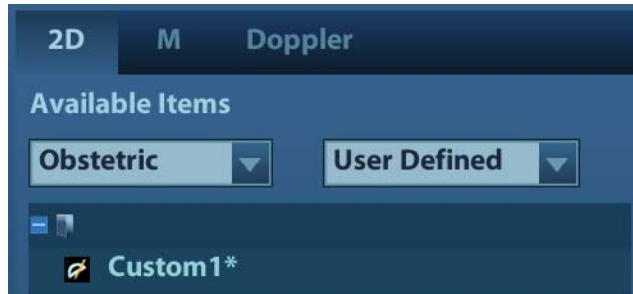 2D M Doppler
Available Items
Obstetric User Defined
Custom1*